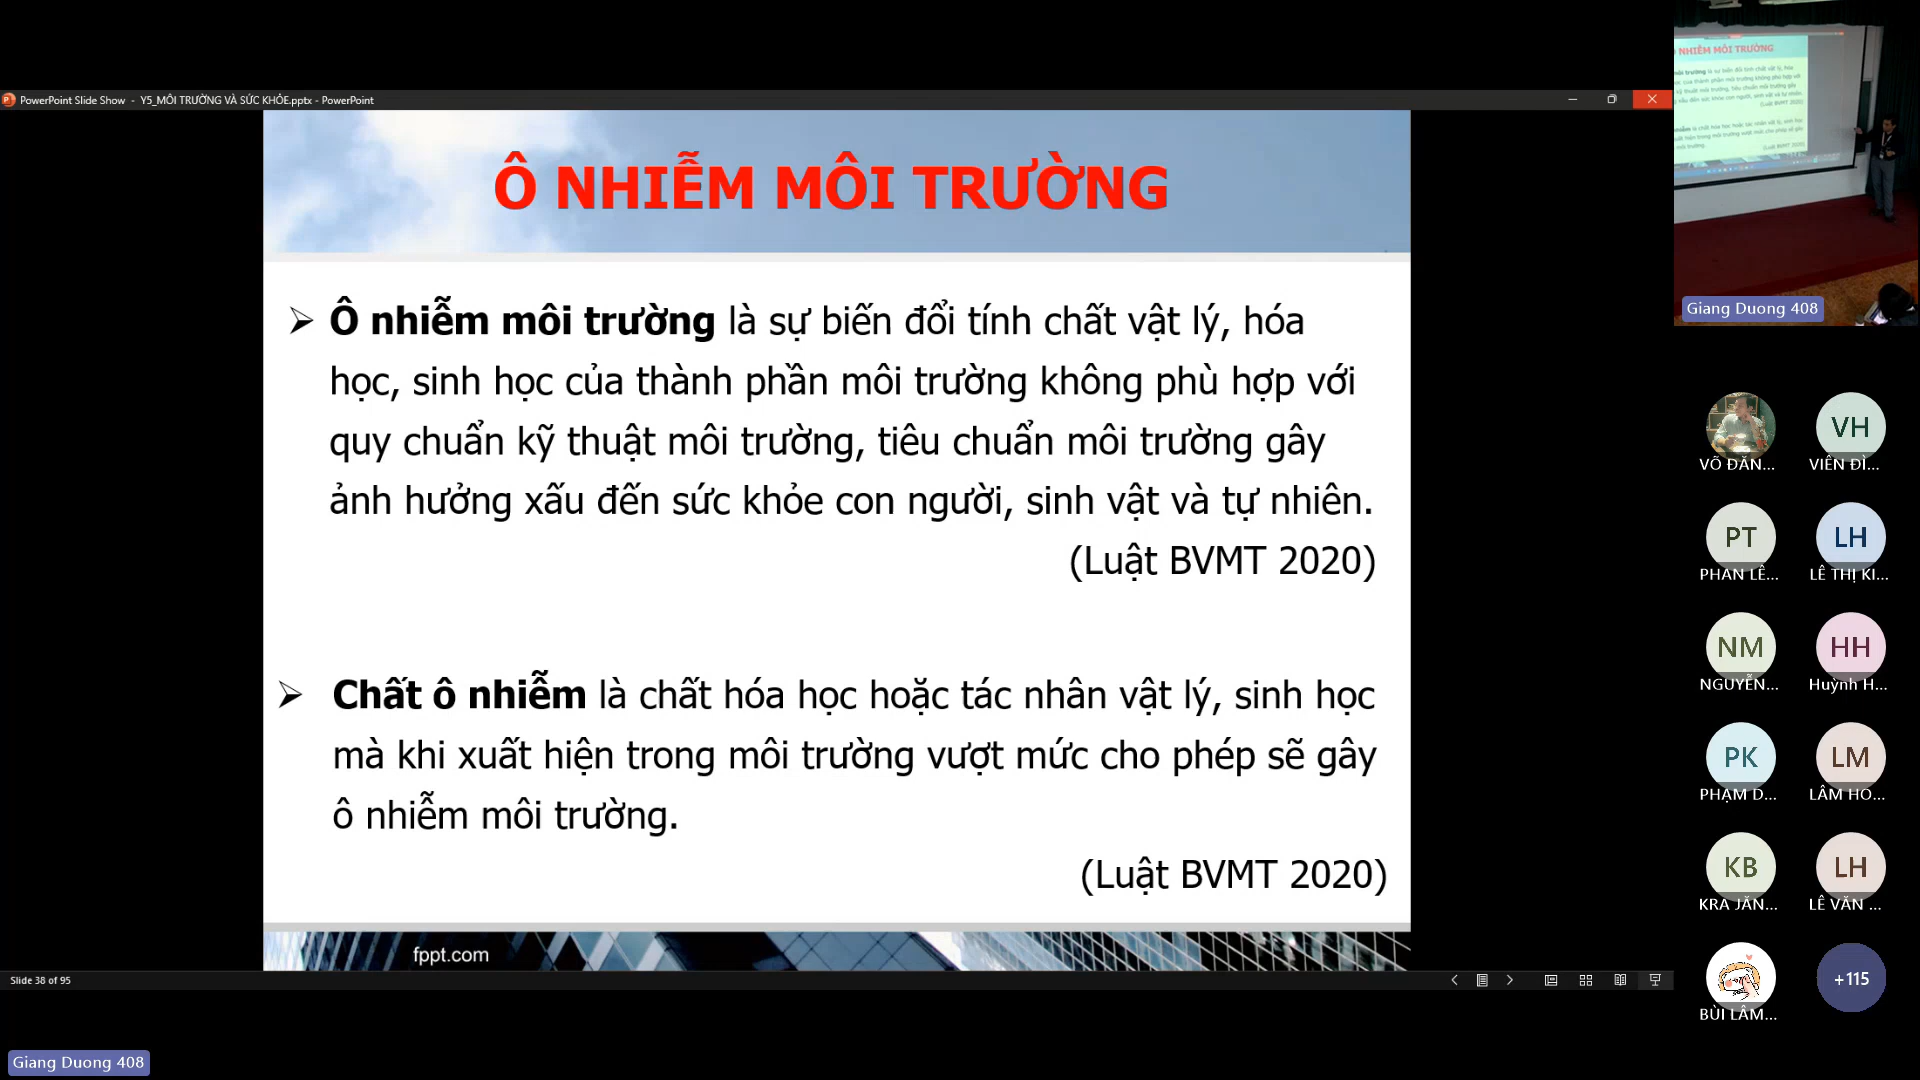 PowerPoint Slide Show - Y5_MÔI TRƯỜNG VÀ SỨC KHỎE.pptx - PowerPoint
Ô NHIỄM MÔI TRƯỜNG
Ô nhiễm môi trường là sự biến đổi tính chất vật lý, hóa
học, sinh học của thành phần môi trường không phù hợp với
quy chuẩn kỹ thuật môi trường, tiêu chuẩn môi trường gây
ảnh hưởng xấu đến sức khỏe con người, sinh vật và tự nhiên.
(Luật BVMT 2020)
Chất ô nhiễm là chất hóa học hoặc tác nhân vật lý, sinh học
mà khi xuất hiện trong môi trường vượt mức cho phép sẽ gây
ô nhiễm môi trường.
(Luật BVMT 2020)
fppt.com
Slide 38 of 95
Giang Duong 408
NHIỄM MÔI TRƯỜNG
Giang Duong 408
VÕ ĐĂN...
VH
VIÊN ĐÌ...
PT
PHAN LÊ...
LH
LÊ THỊ KI...
NM
NGUYỄN...
HH
Huỳnh H...
PK
PHẠM D...
LM
LÂM HO...
KB
KRA JĂN...
LH
LÊ VĂN ...
BÙI LÂM...
+115